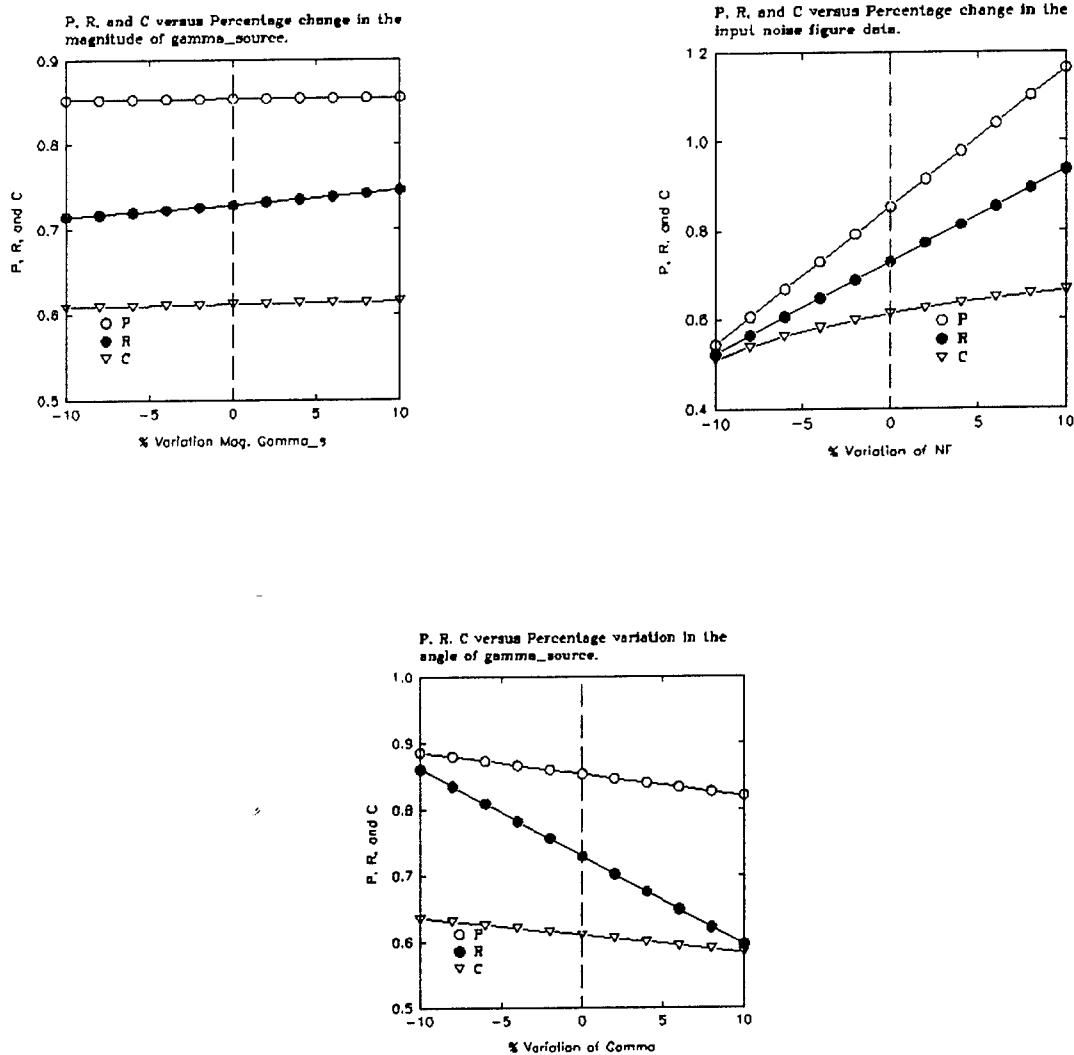 P, R, and C versus Percentage change in the
magnitude of gamma_source.
0.9
0.8
0.7
0.6
0.5
P, R, and C
P
R
C
-10
-5
0
5
10
% Variation Mag. Gamma_s
P, R, and C versus Percentage change in the
input noise figure data.
1.2
1.0
0.8
0.6
0.4
P, R, and C
P
R
C
-10
-5
0
5
10
% Variation of NF
P, R, C versus Percentage variation in the
angle of gamma_source.
1.0
0.9
0.8
0.7
0.6
0.5
P, R, and C
P
R
C
-10
-5
0
5
10
% Variation of Gamma